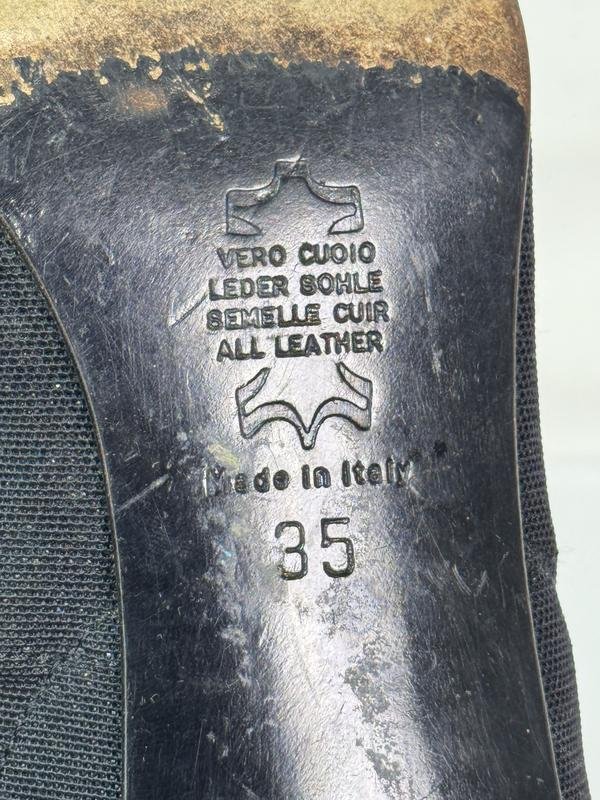 VERO CUOIO
LEDER SOHLE
SEMELLE CUIR
ALL LEATHER
Made in Italy
35